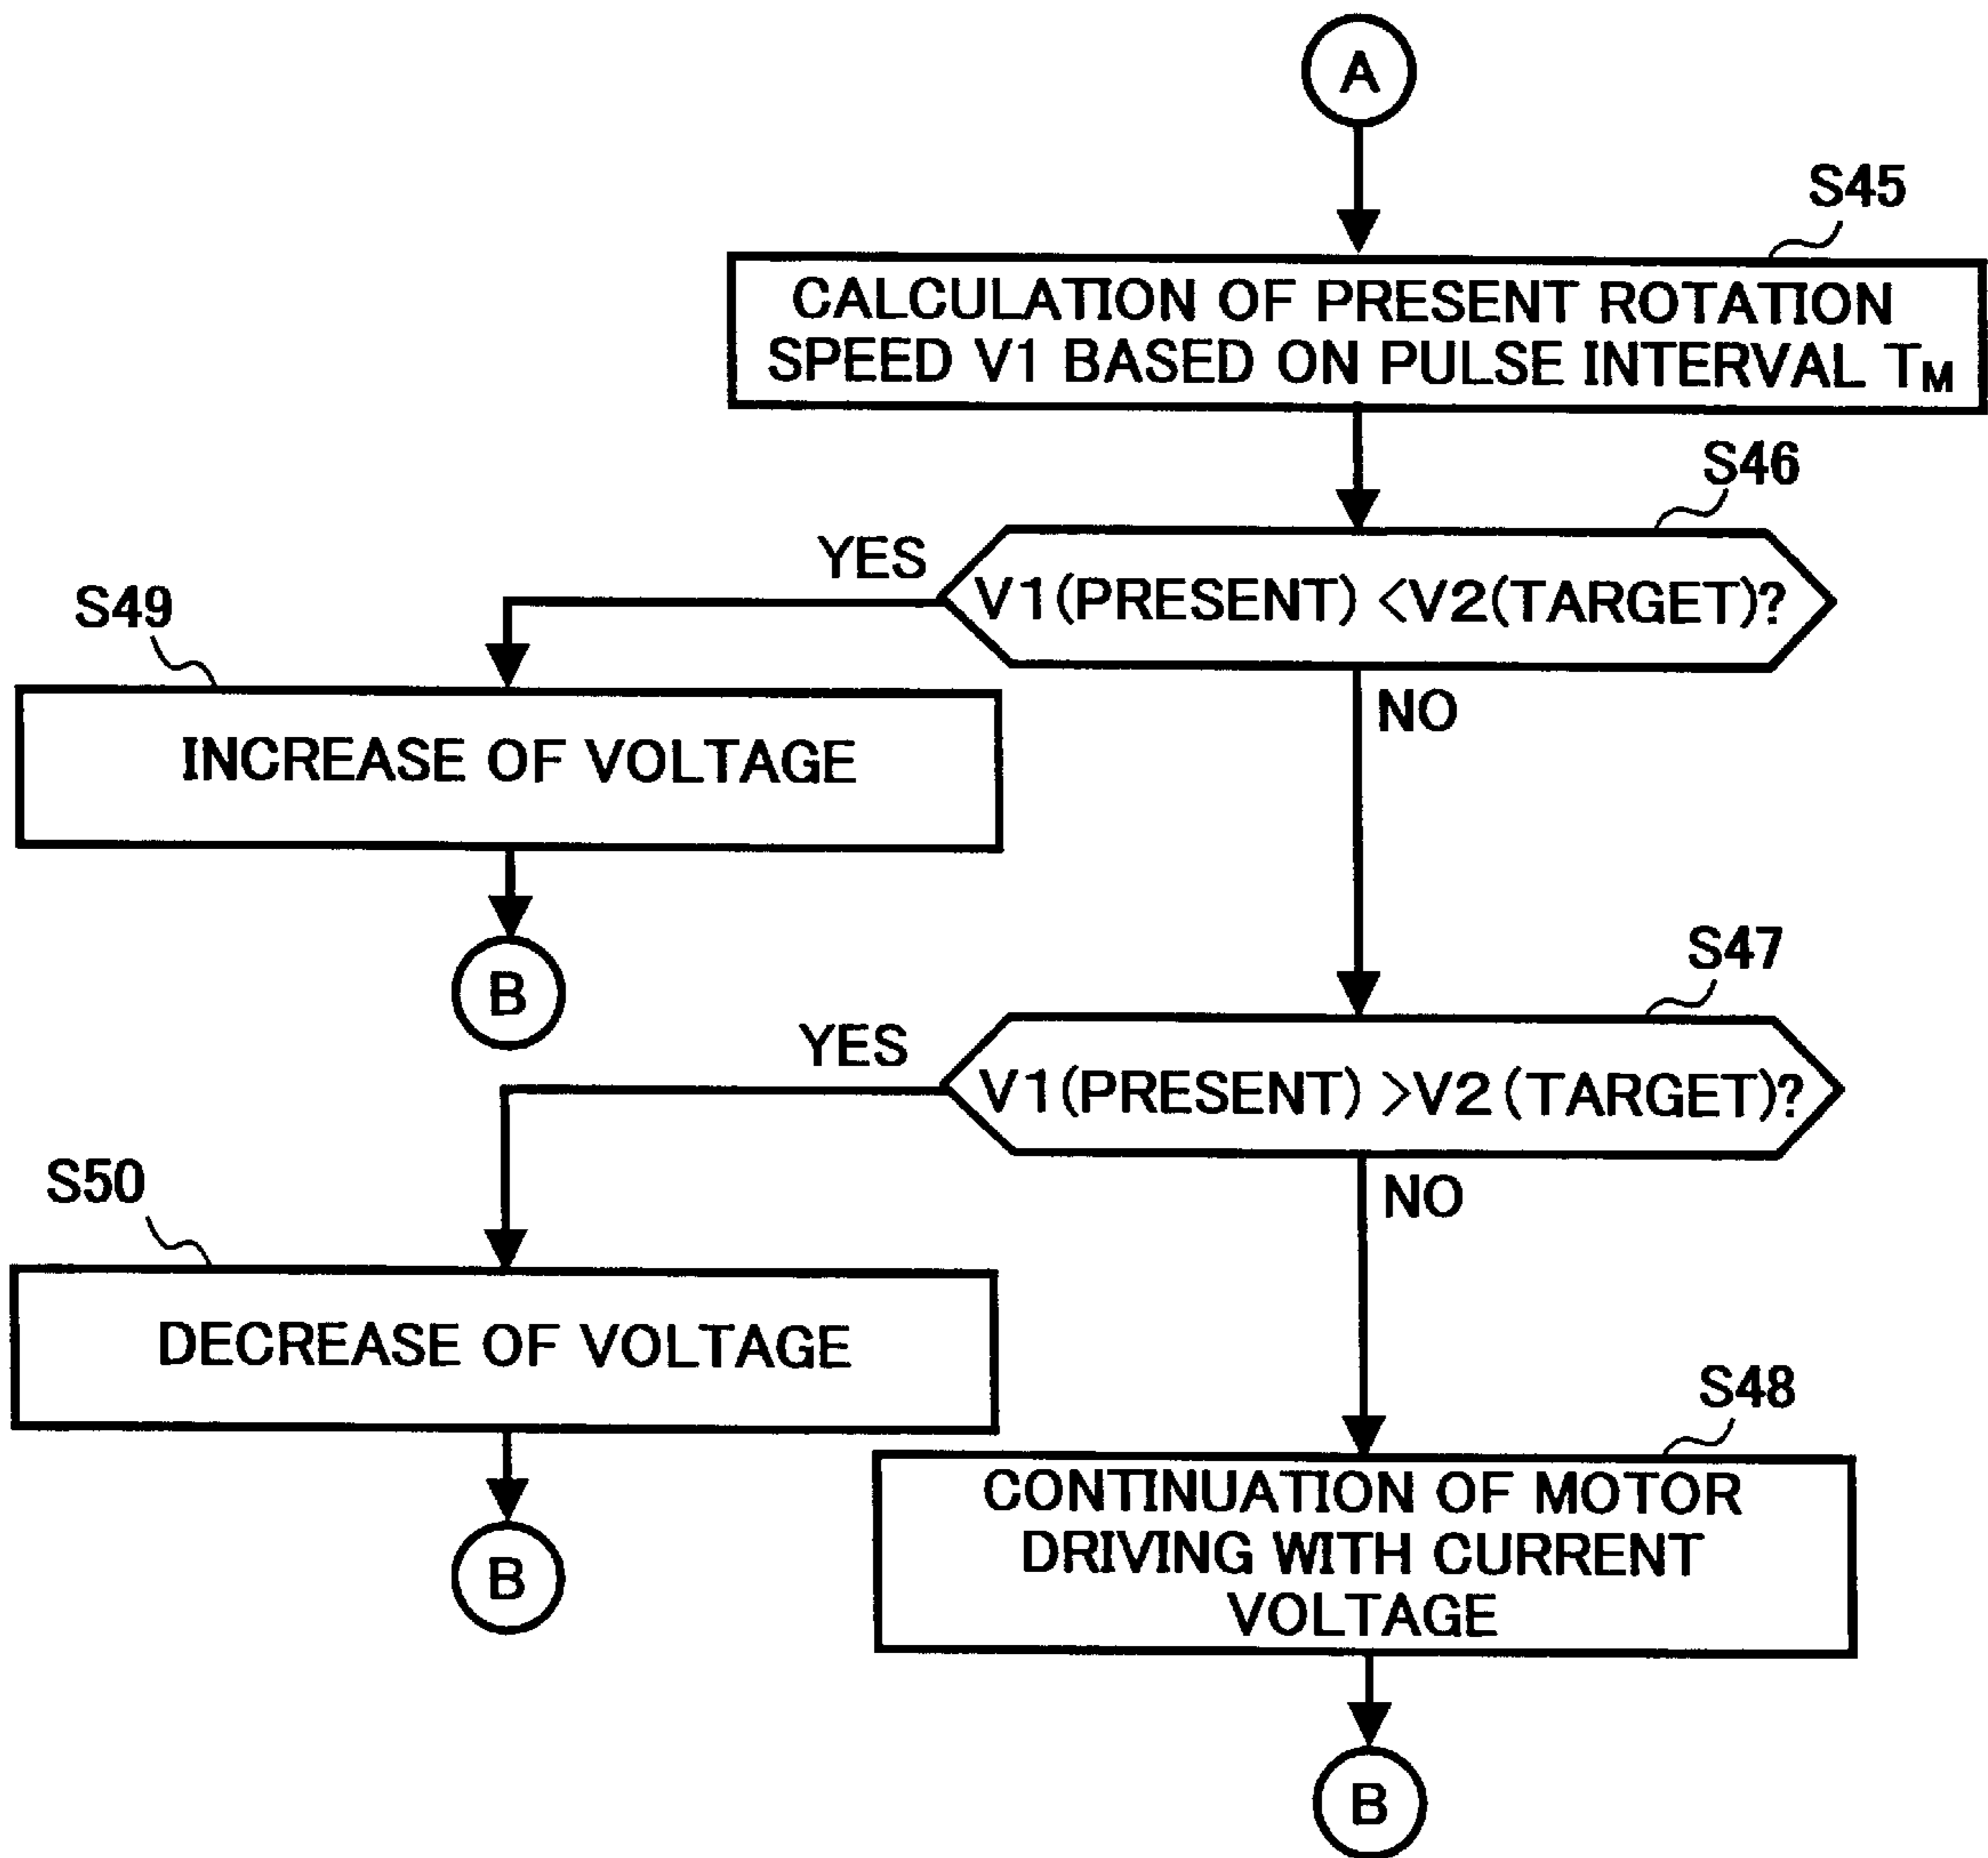 A
S45
CALCULATION OF PRESENT ROTATION
SPEED V1 BASED ON PULSE INTERVAL TM
S46
YES
V1(PRESENT) <V2(TARGET)?
S49
NO
INCREASE OF VOLTAGE
B
S47
YES
V1(PRESENT) >V2(TARGET)?
S50
NO
DECREASE OF VOLTAGE
S48
CONTINUATION OF MOTOR
DRIVING WITH CURRENT
VOLTAGE
B
B